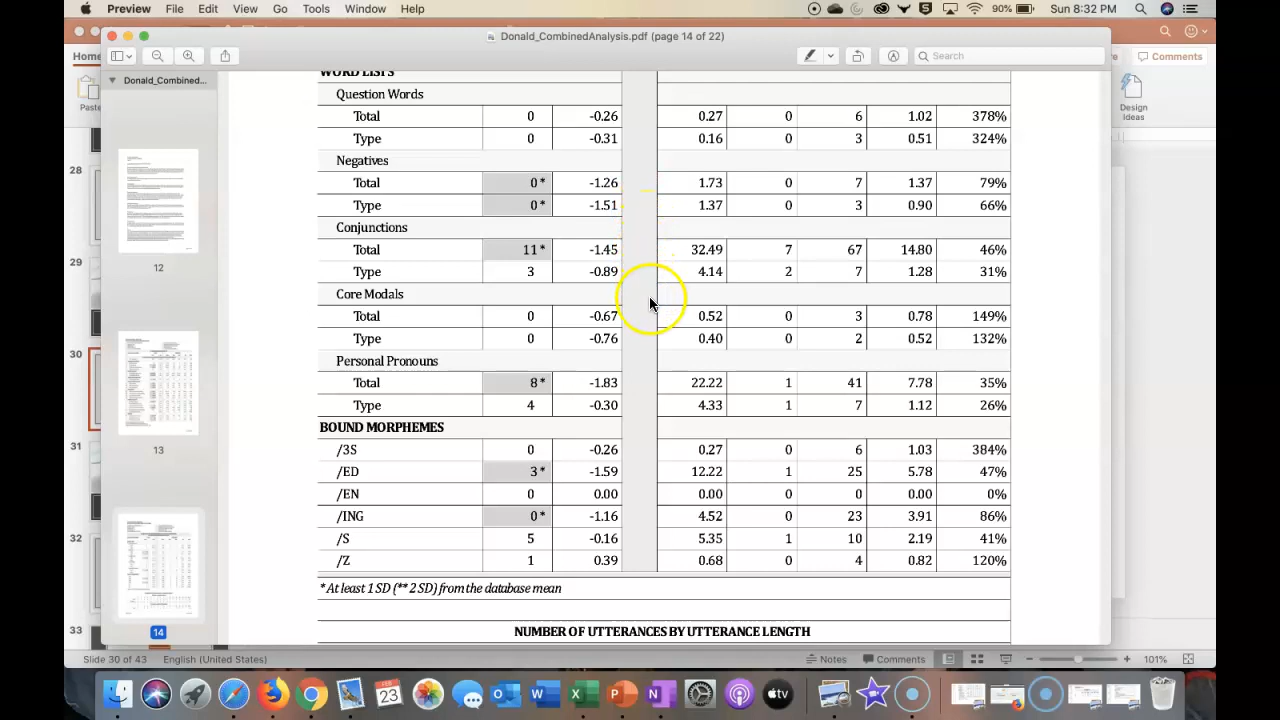 Preview File Edit View Go Tools Window Help 90% Sun 8:32 PM
Donald_CombinedAnalysis.pdf (page 14 of 22)
Search
Home
Comments
Paste
Design
Ideas
Donald_Combined...
28
12
29
13
30
31
32
14
33
WORD LISTS
Question Words
Total 0 -0.26 0.27 0 6 1.02 378%
Type 0 -0.31 0.16 0 3 0.51 324%
Negatives
Total 0 * -1.26 1.73 0 7 1.37 79%
Type 0 * -1.51 1.37 0 3 0.90 66%
Conjunctions
Total 11 * -1.45 32.49 7 67 14.80 46%
Type 3 -0.89 4.14 2 7 1.28 31%
Core Modals
Total 0 -0.67 0.52 0 3 0.78 149%
Type 0 -0.76 0.40 0 2 0.52 132%
Personal Pronouns
Total 8 * -1.83 22.22 1 41 7.78 35%
Type 4 -0.30 4.33 1 7 1.12 26%
BOUND MORPHEMES
/3S 0 -0.26 0.27 0 6 1.03 384%
/ED 3 * -1.59 12.22 1 25 5.78 47%
/EN 0 0.00 0.00 0 0 0.00 0%
/ING 0 * -1.16 4.52 0 23 3.91 86%
/S 5 -0.16 5.35 1 10 2.19 41%
/Z 1 0.39 0.68 0 4 0.82 120%
* At least 1 SD (** 2 SD) from the database mean
NUMBER OF UTTERANCES BY UTTERANCE LENGTH
Slide 30 of 43 English (United States) Notes Comments 101%
FEB
23